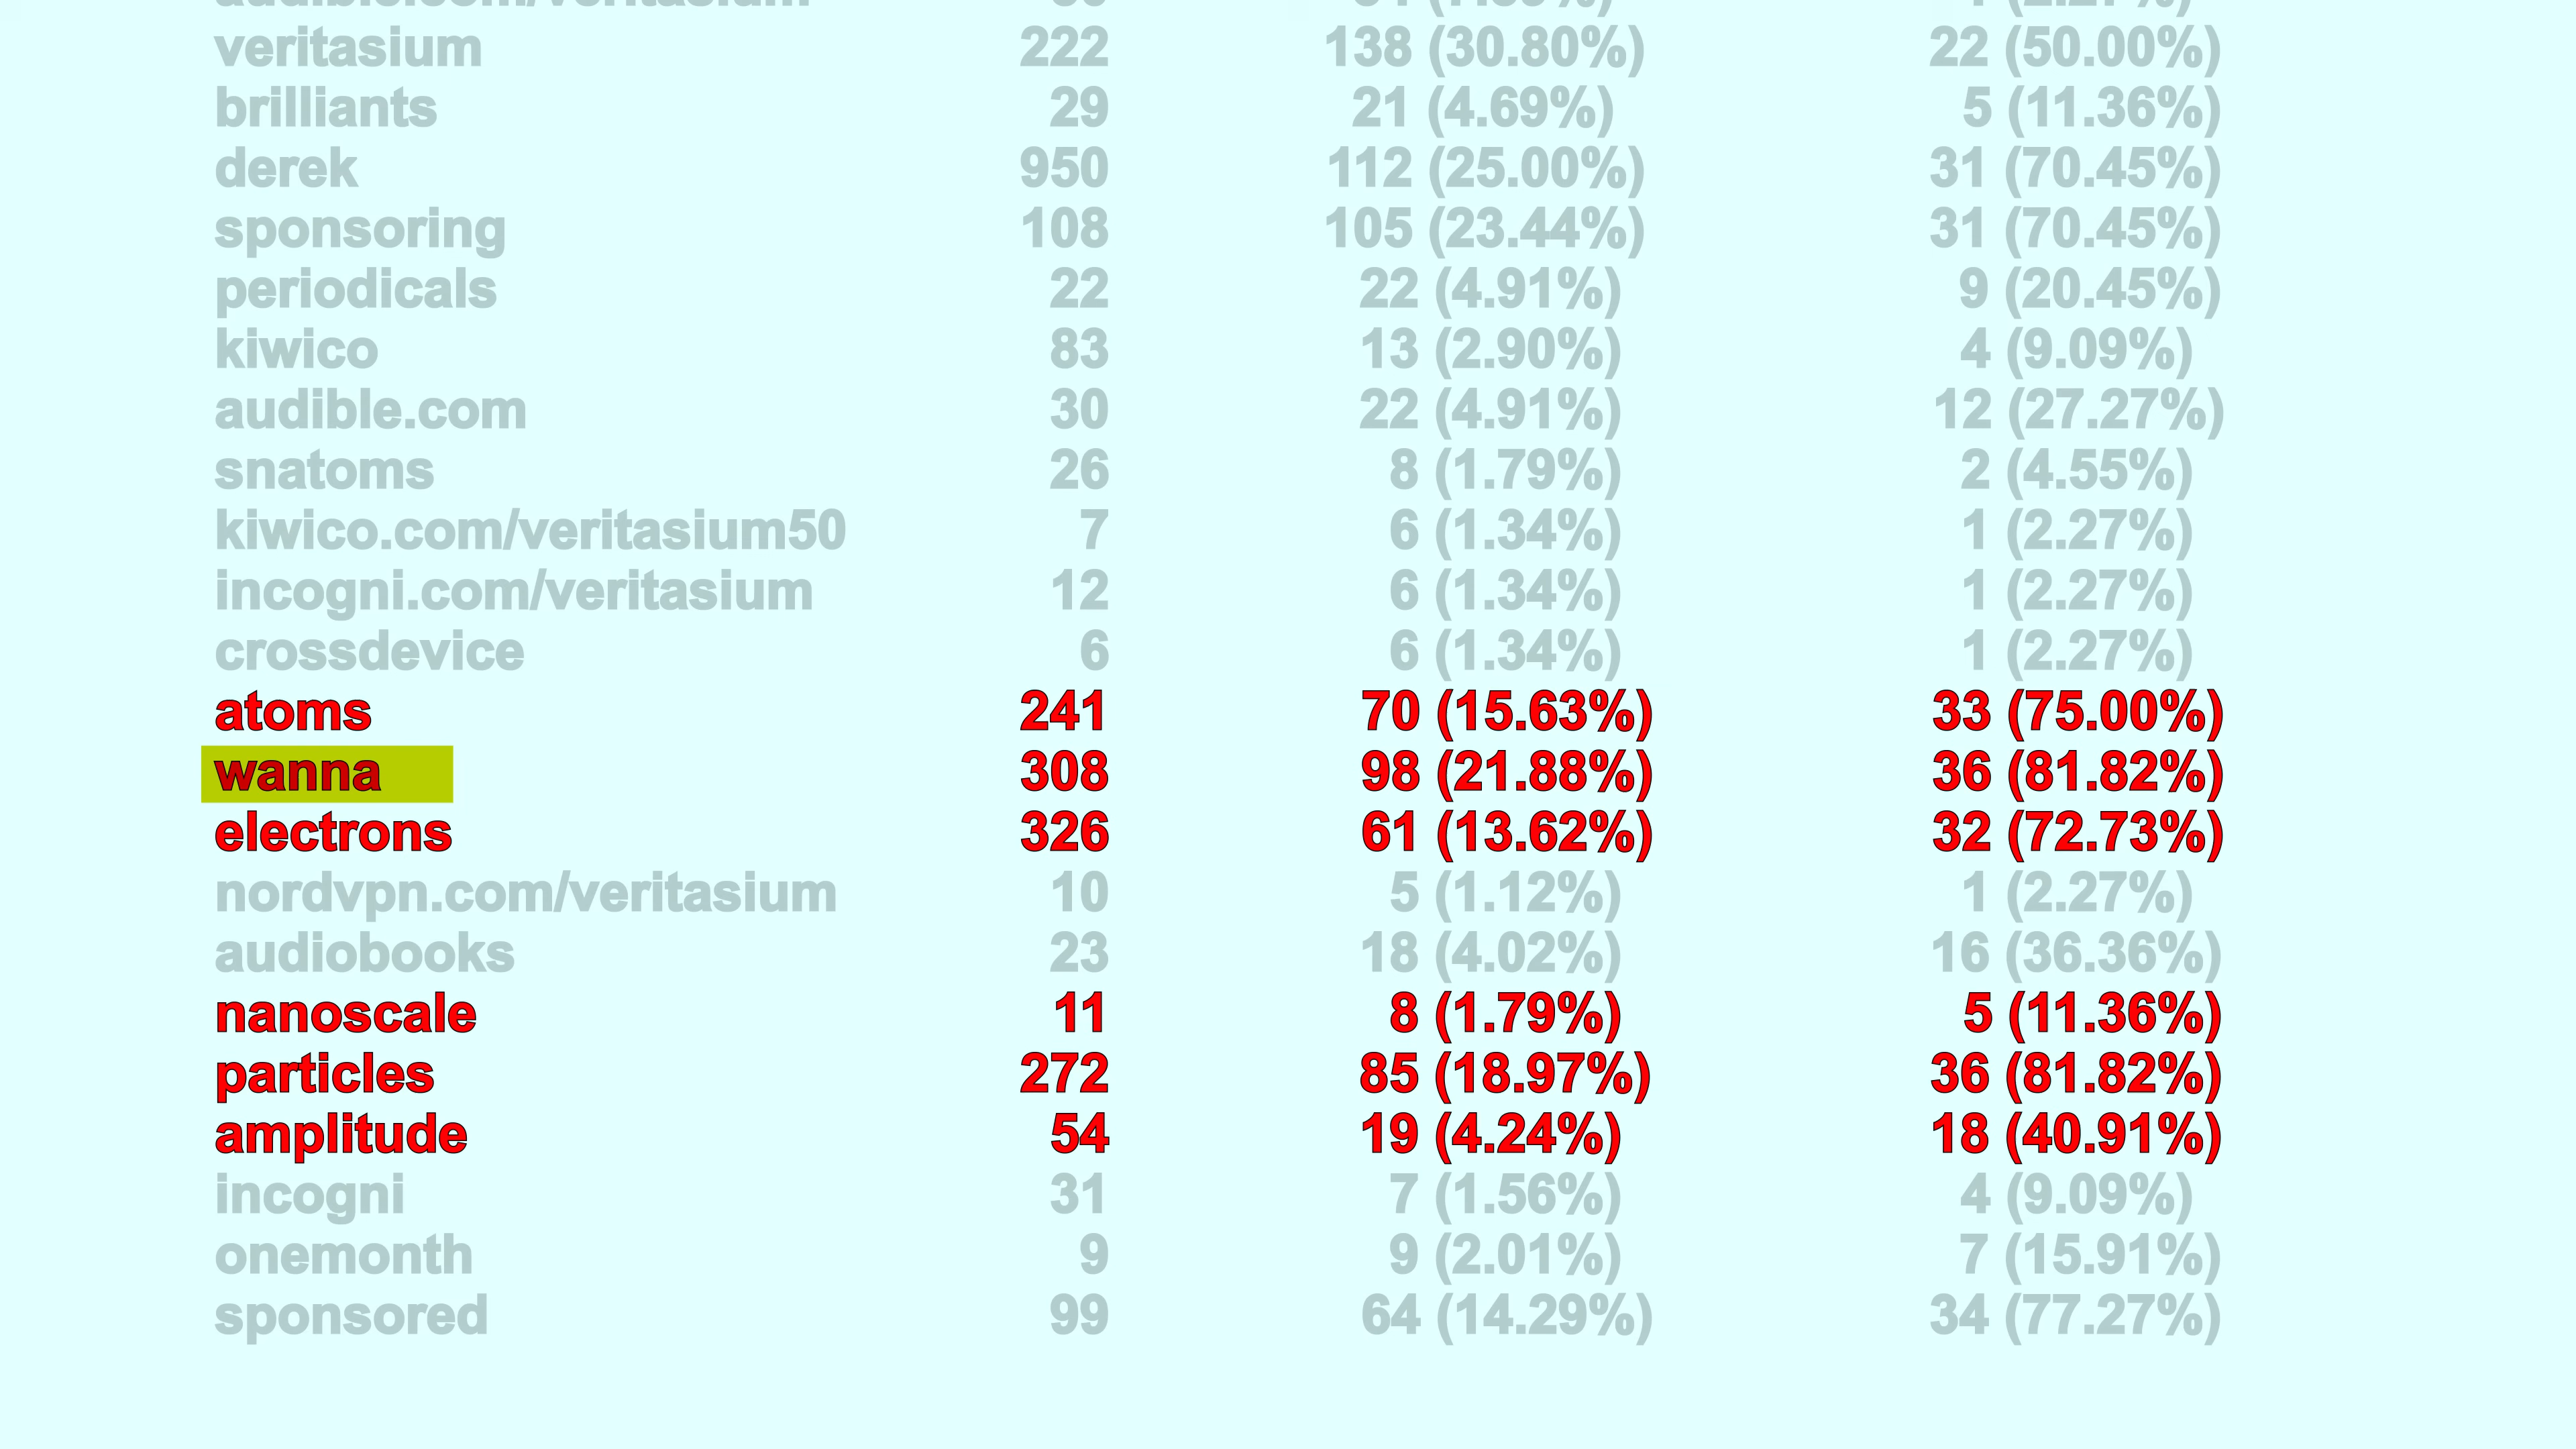 veritasium 222 138 (30.80%) 22 (50.00%)
brilliants 29 21 (4.69%) 5 (11.36%)
derek 950 112 (25.00%) 31 (70.45%)
sponsoring 108 105 (23.44%) 31 (70.45%)
periodicals 22 22 (4.91%) 9 (20.45%)
kiwico 83 13 (2.90%) 4 (9.09%)
audible.com 30 22 (4.91%) 12 (27.27%)
snatoms 26 8 (1.79%) 2 (4.55%)
kiwico.com/veritasium50 7 6 (1.34%) 1 (2.27%)
incogni.com/veritasium 12 6 (1.34%) 1 (2.27%)
crossdevice 6 6 (1.34%) 1 (2.27%)
atoms 241 70 (15.63%) 33 (75.00%)
wanna 308 98 (21.88%) 36 (81.82%)
electrons 326 61 (13.62%) 32 (72.73%)
nordvpn.com/veritasium 10 5 (1.12%) 1 (2.27%)
audiobooks 23 18 (4.02%) 16 (36.36%)
nanoscale 11 8 (1.79%) 5 (11.36%)
particles 272 85 (18.97%) 36 (81.82%)
amplitude 54 19 (4.24%) 18 (40.91%)
incogni 31 7 (1.56%) 4 (9.09%)
onemonth 9 9 (2.01%) 7 (15.91%)
sponsored 99 64 (14.29%) 34 (77.27%)